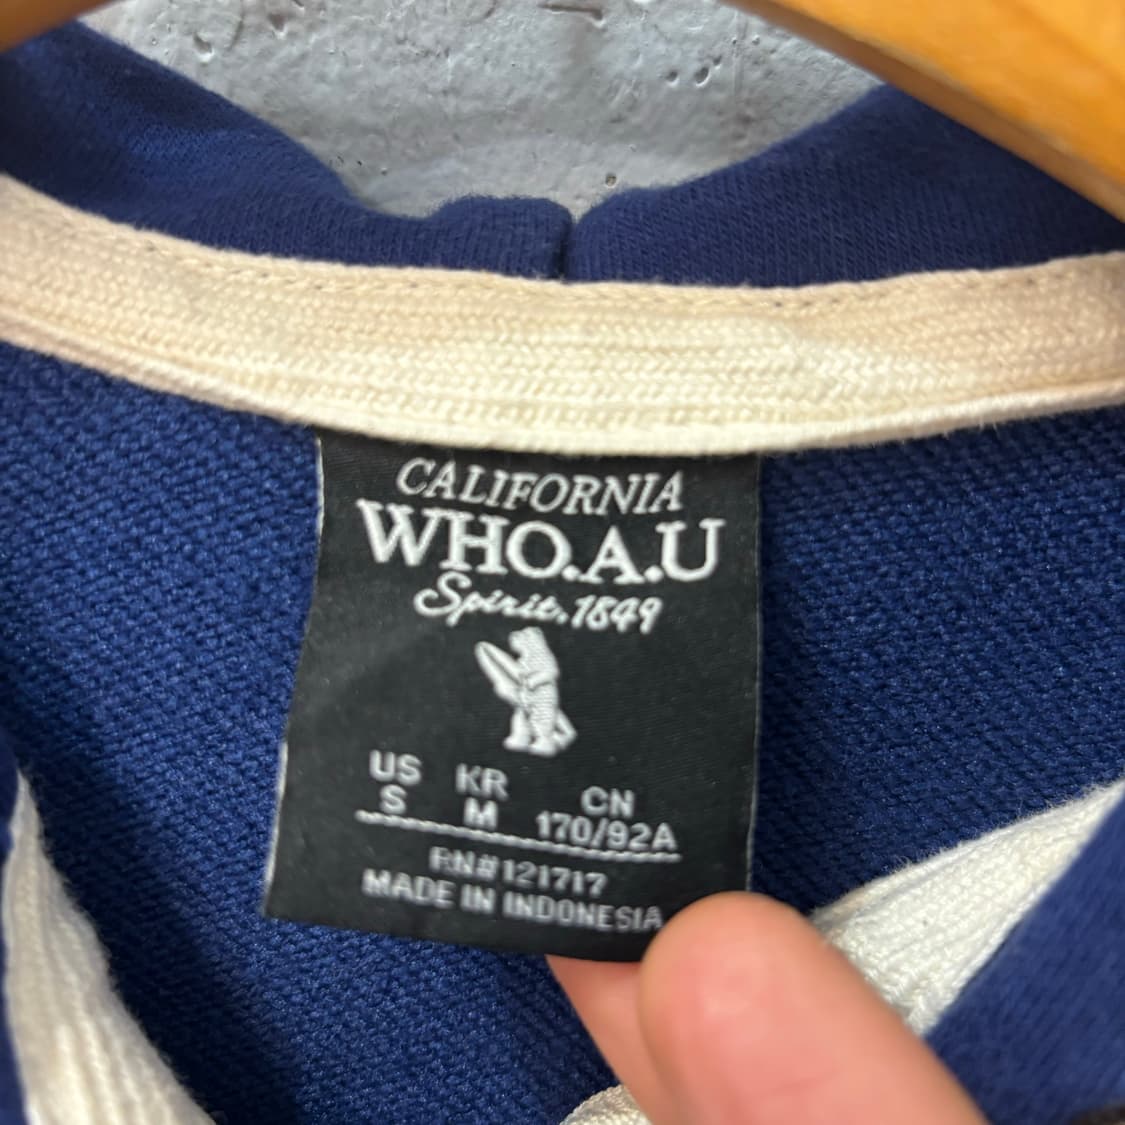 CALIFORNIA
WHO.A.U
Spirit.1849
US KR CN
S M 170/92A
RN#121717
MADE IN INDONESIA